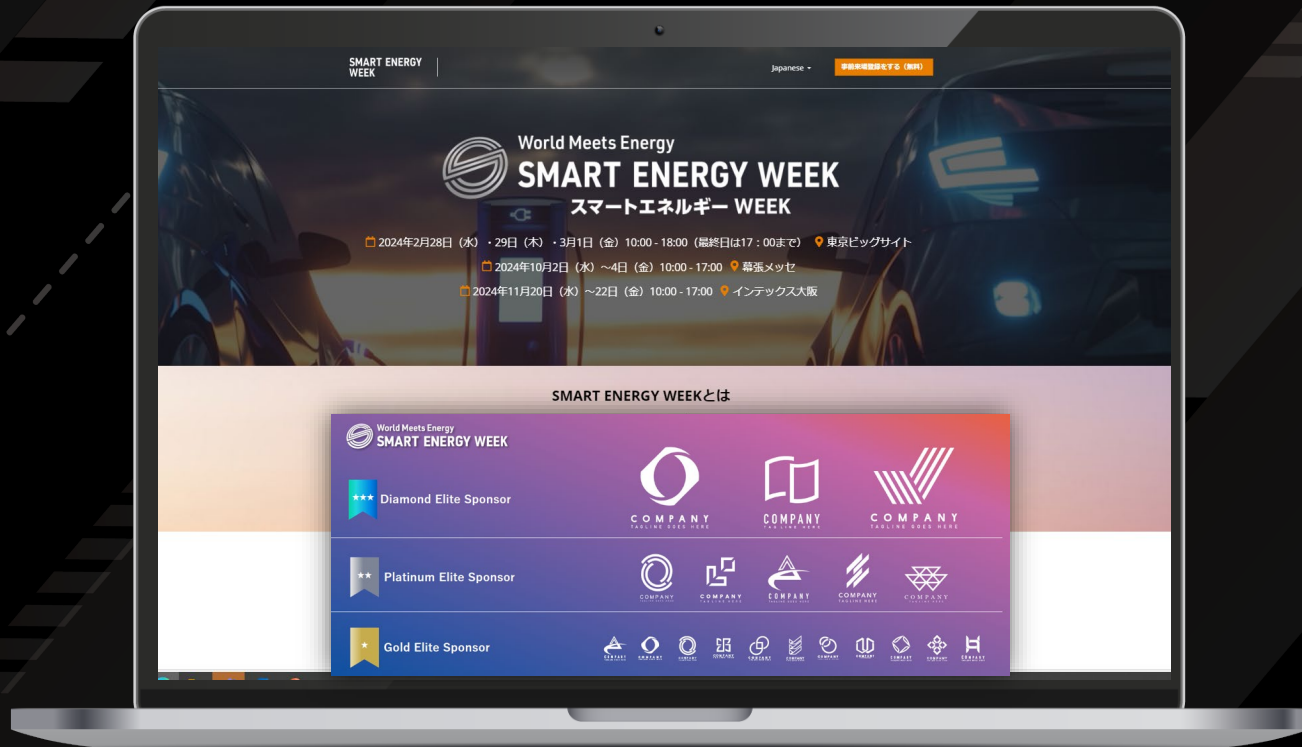 SMART ENERGY
WEEK
Japanese
事前来場登録をする（無料）
World Meets Energy
SMART ENERGY WEEK
スマートエネルギー WEEK
2024年2月28日（水）・29日（木）・3月1日（金）10:00 - 18:00（最終日は17：00まで） 東京ビッグサイト
2024年10月2日（水）～4日（金）10:00 - 17:00 幕張メッセ
2024年11月20日（水）～22日（金）10:00 - 17:00 インテックス大阪
SMART ENERGY WEEKとは
World Meets Energy
SMART ENERGY WEEK
Diamond Elite Sponsor
COMPANY
TAGLINE GOES HERE
COMPANY
TAGLINE HERE
COMPANY
TAGLINE GOES HERE
Platinum Elite Sponsor
COMPANY
COMPANY
COMPANY
COMPANY
COMPANY
Gold Elite Sponsor